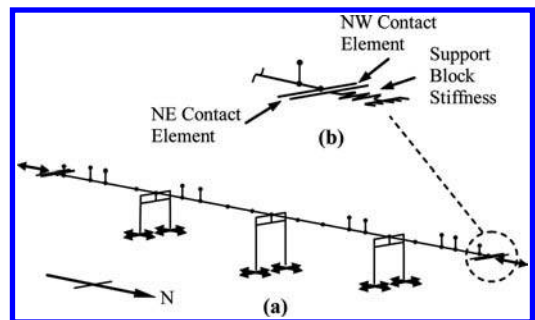 NW Contact
Element
Support
Block
Stiffness
NE Contact
Element
(b)
N
(a)